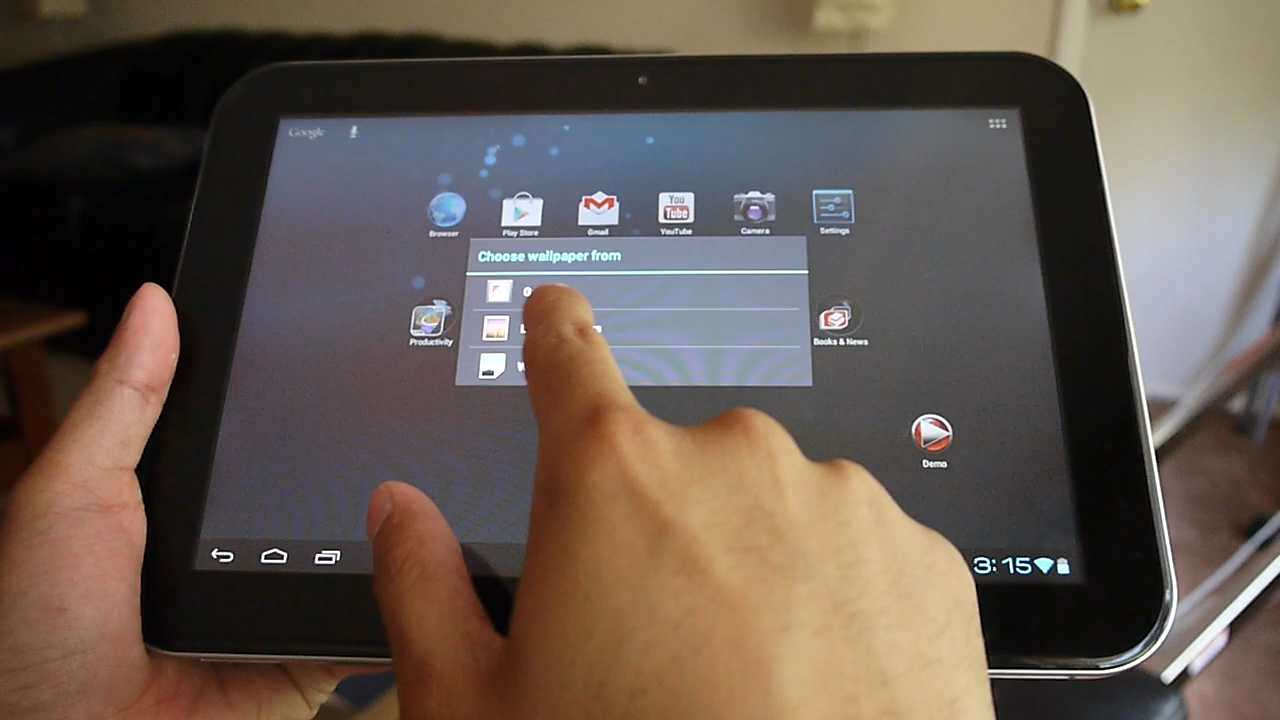 Google
Browser
Play Store
Gmail
You
Tube
YouTube
Camera
Settings
Choose wallpaper from
Productivity
Books & News
Demo
3:15